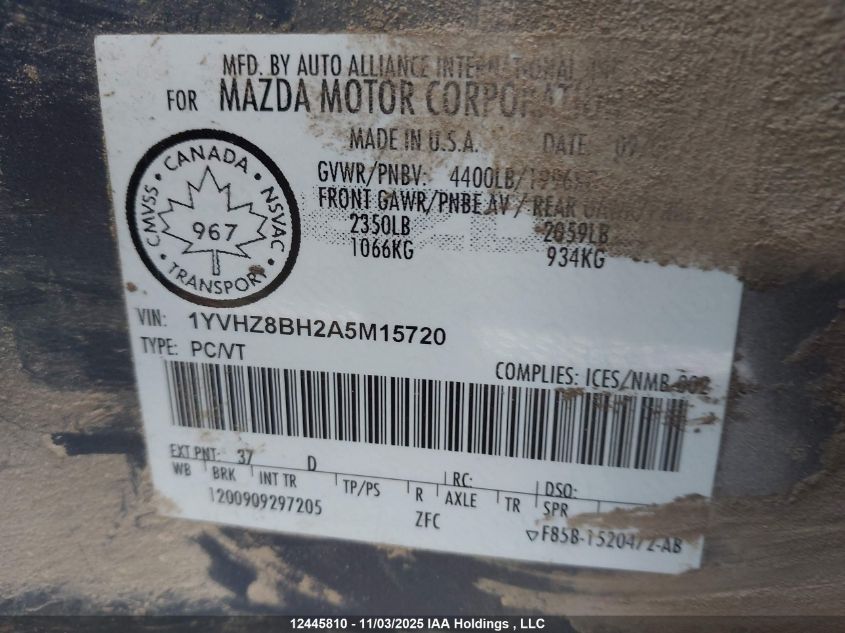 MFD. BY AUTO ALLIANCE INTERNATIONAL
FOR MAZDA MOTOR CORPORATION
MADE IN U.S.A. DATE
GVWR/PNBV: 4400LB/
FRONT GAWR/PNBE AV / REAR
2350LB 2059LB
1066KG 934KG
CANADA
CMVSS NSVAC
967
TRANSPORT
VIN: 1YVHZ8BH2A5M15720
TYPE: PC/VT
COMPLIES: ICES/NMB
EXT PNT: 37 D RC: DSO:
WB BRK INT TR TP/PS R AXLE TR SPR
1200909297205 ZFC
12445810 - 11/03/2025 IAA Holdings , LLC